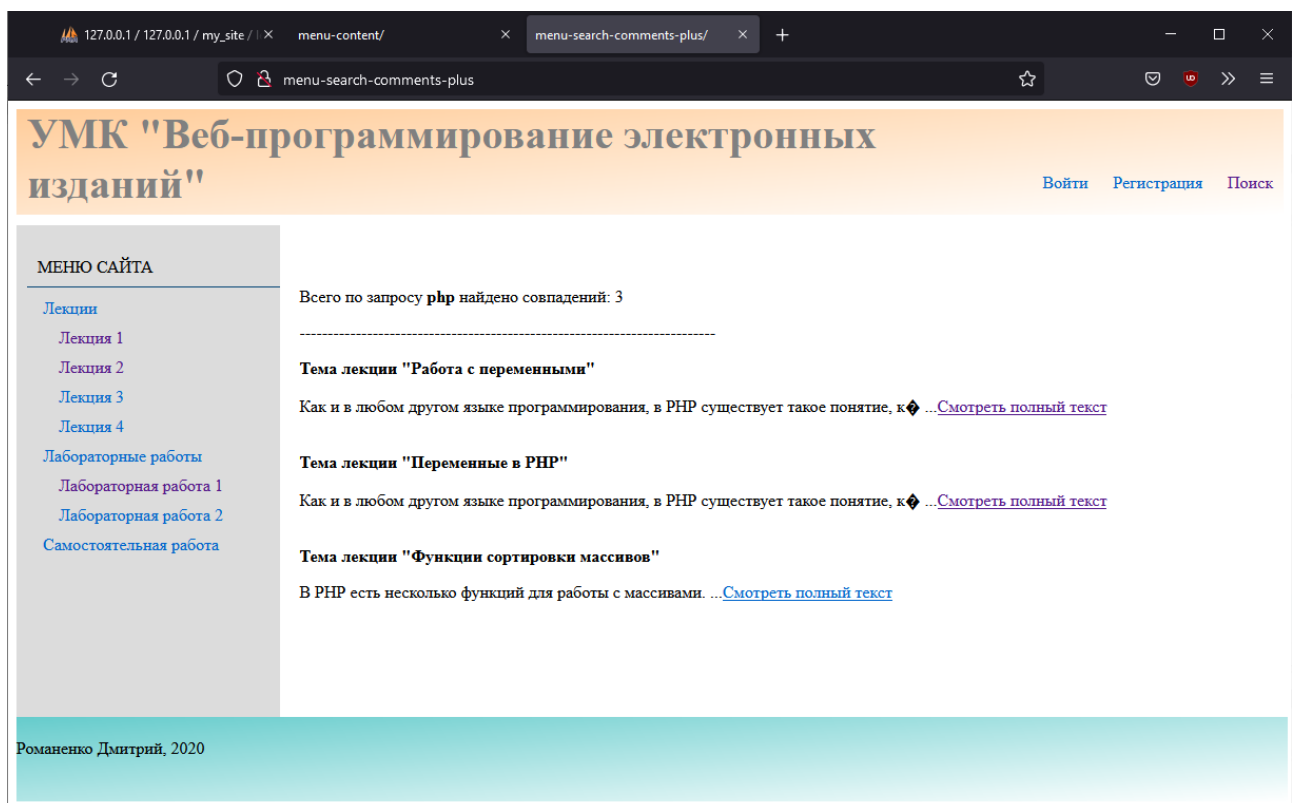 127.0.0.1 / 127.0.0.1 / my_site /
menu-content/
menu-search-comments-plus/
menu-search-comments-plus
УМК "Веб-программирование электронных
изданий"
Войти Регистрация Поиск
МЕНЮ САЙТА
Лекции
Лекция 1
Лекция 2
Лекция 3
Лекция 4
Лабораторные работы
Лабораторная работа 1
Лабораторная работа 2
Самостоятельная работа
Всего по запросу php найдено совпадений: 3
--------------------------------------------------------------------------
Тема лекции "Работа с переменными"
Как и в любом другом языке программирования, в PHP существует такое понятие, к� ...Смотреть полный текст
Тема лекции "Переменные в PHP"
Как и в любом другом языке программирования, в PHP существует такое понятие, к� ...Смотреть полный текст
Тема лекции "Функции сортировки массивов"
В PHP есть несколько функций для работы с массивами. ...Смотреть полный текст
Романенко Дмитрий, 2020